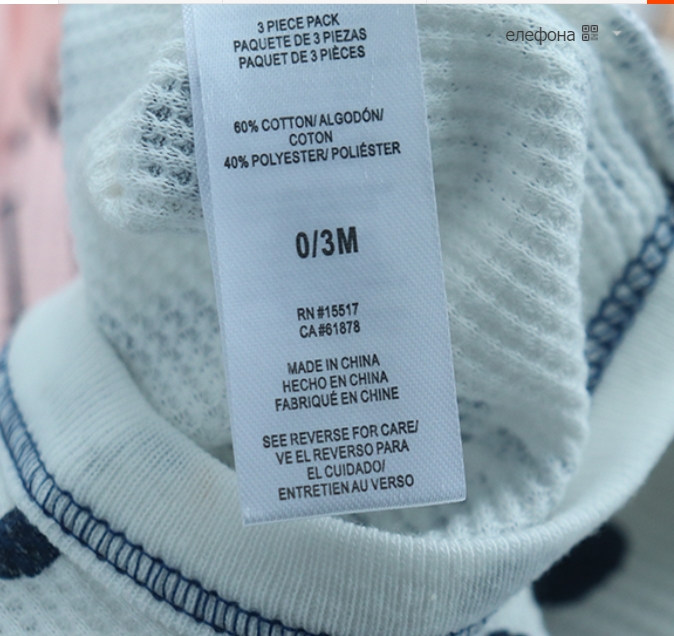 елефона
3 PIECE PACK
PAQUETE DE 3 PIEZAS
PAQUET DE 3 PIÈCES
60% COTTON/ ALGODÓN/
COTON
40% POLYESTER/ POLIÉSTER
0/3M
RN #15517
CA #61878
MADE IN CHINA
HECHO EN CHINA
FABRIQUÉ EN CHINE
SEE REVERSE FOR CARE/
VE EL REVERSO PARA
EL CUIDADO/
ENTRETIEN AU VERSO